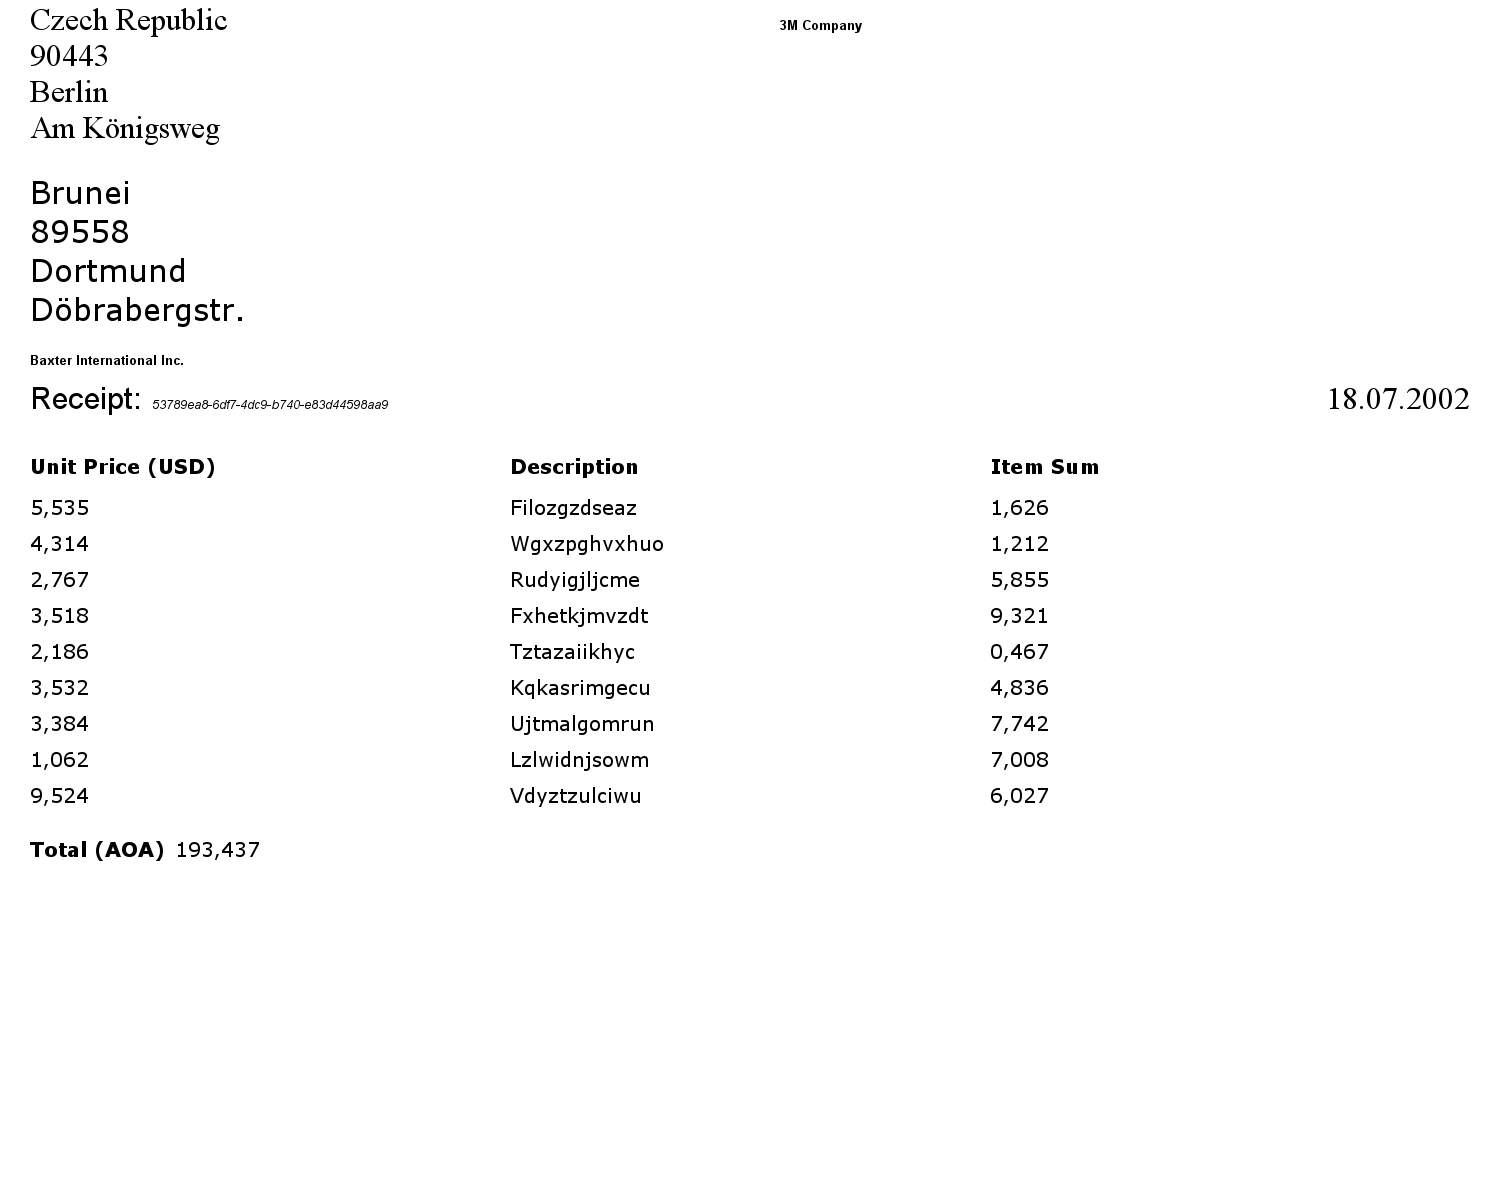 Czech Republic
3M Company
90443
Berlin
Am Königsweg
Brunei
89558
Dortmund
Döbrabergstr.
Baxter International Inc.
Receipt: 53789ea8-6df7-4dc9-b740-e83d44598aa9 18.07.2002
Unit Price (USD) Description Item Sum
5,535 Filozgzdseaz 1,626
4,314 Wgxzpghvxhuo 1,212
2,767 Rudyigjljcme 5,855
3,518 Fxhetkjmvzdt 9,321
2,186 Tztazaiikhyc 0,467
3,532 Kqkasrimgecu 4,836
3,384 Ujtmalgomrun 7,742
1,062 Lzlwidnjsowm 7,008
9,524 Vdyztzulciwu 6,027
Total (AOA) 193,437